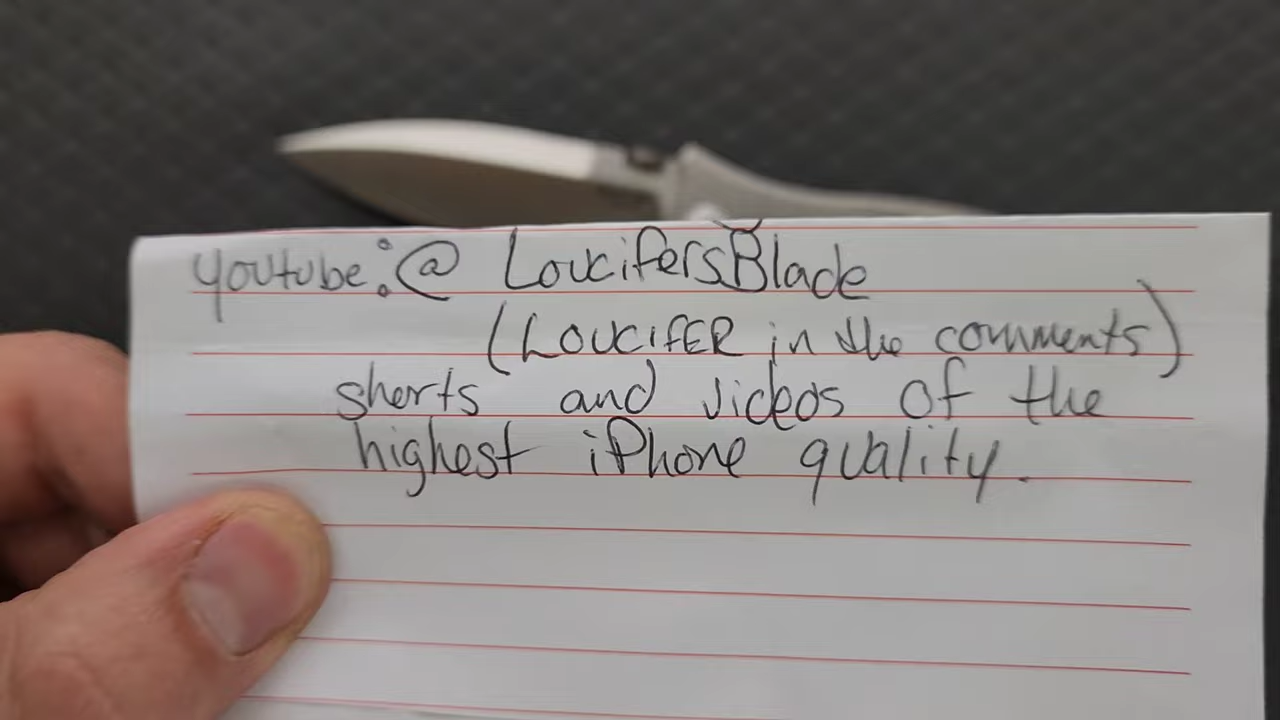 youtube: @ LoucifersBlade
(LOUCIFER in the comments)
shorts and videos of the
highest iPhone quality.